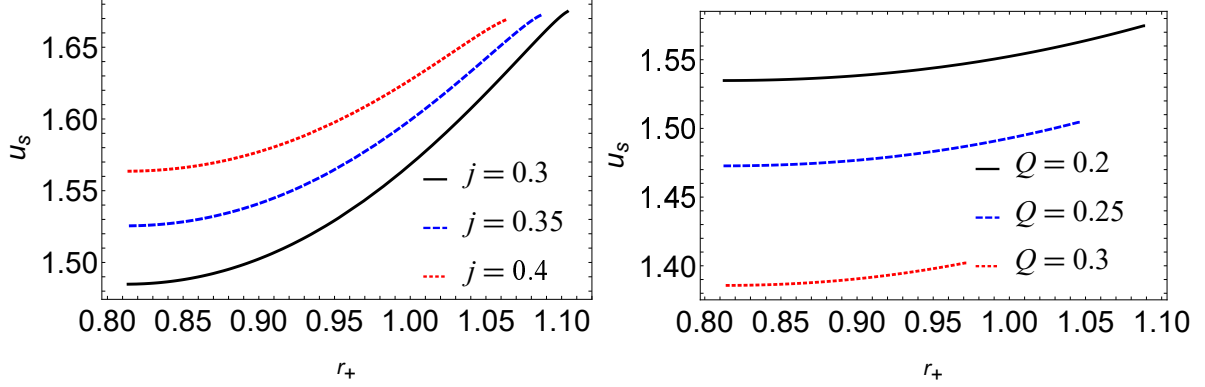 1.65
1.60
1.55
1.50
u_s
j = 0.3
j = 0.35
j = 0.4
0.80 0.85 0.90 0.95 1.00 1.05 1.10
r_+
1.55
1.50
1.45
1.40
u_s
Q = 0.2
Q = 0.25
Q = 0.3
0.80 0.85 0.90 0.95 1.00 1.05 1.10
r_+